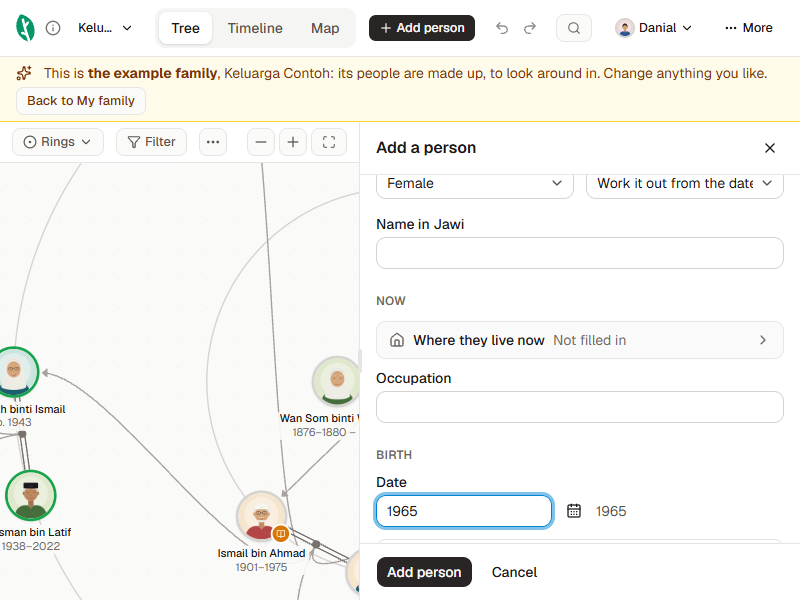 Kelu...
Tree
Timeline
Map
+ Add person
Danial
More
This is the example family, Keluarga Contoh: its people are made up, to look around in. Change anything you like.
Back to My family
Rings
Filter
Add a person
Female
Work it out from the date
Name in Jawi
NOW
Where they live now Not filled in
Occupation
BIRTH
Date
1965
1965
Add person
Cancel
h binti Ismail
1943
Wan Som binti
1876–1880 –
sman bin Latif
1938–2022
Ismail bin Ahmad
1901–1975